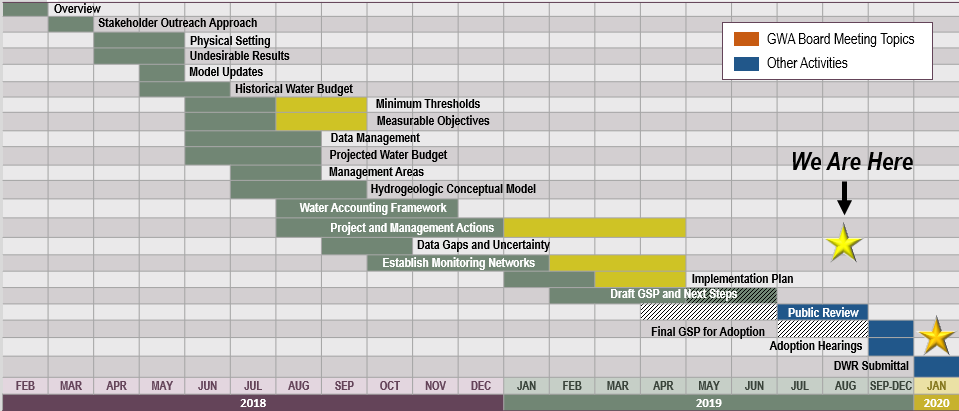 Overview
Stakeholder Outreach Approach
Physical Setting
Undesirable Results
Model Updates
Historical Water Budget
Minimum Thresholds
Measurable Objectives
Data Management
Projected Water Budget
Management Areas
Hydrogeologic Conceptual Model
Water Accounting Framework
Project and Management Actions
Data Gaps and Uncertainty
Establish Monitoring Networks
Implementation Plan
Draft GSP and Next Steps
Public Review
Final GSP for Adoption
Adoption Hearings
DWR Submittal
GWA Board Meeting Topics
Other Activities
We Are Here
FEB MAR APR MAY JUN JUL AUG SEP OCT NOV DEC JAN FEB MAR APR MAY JUN JUL AUG SEP-DEC JAN
2018 2019 2020